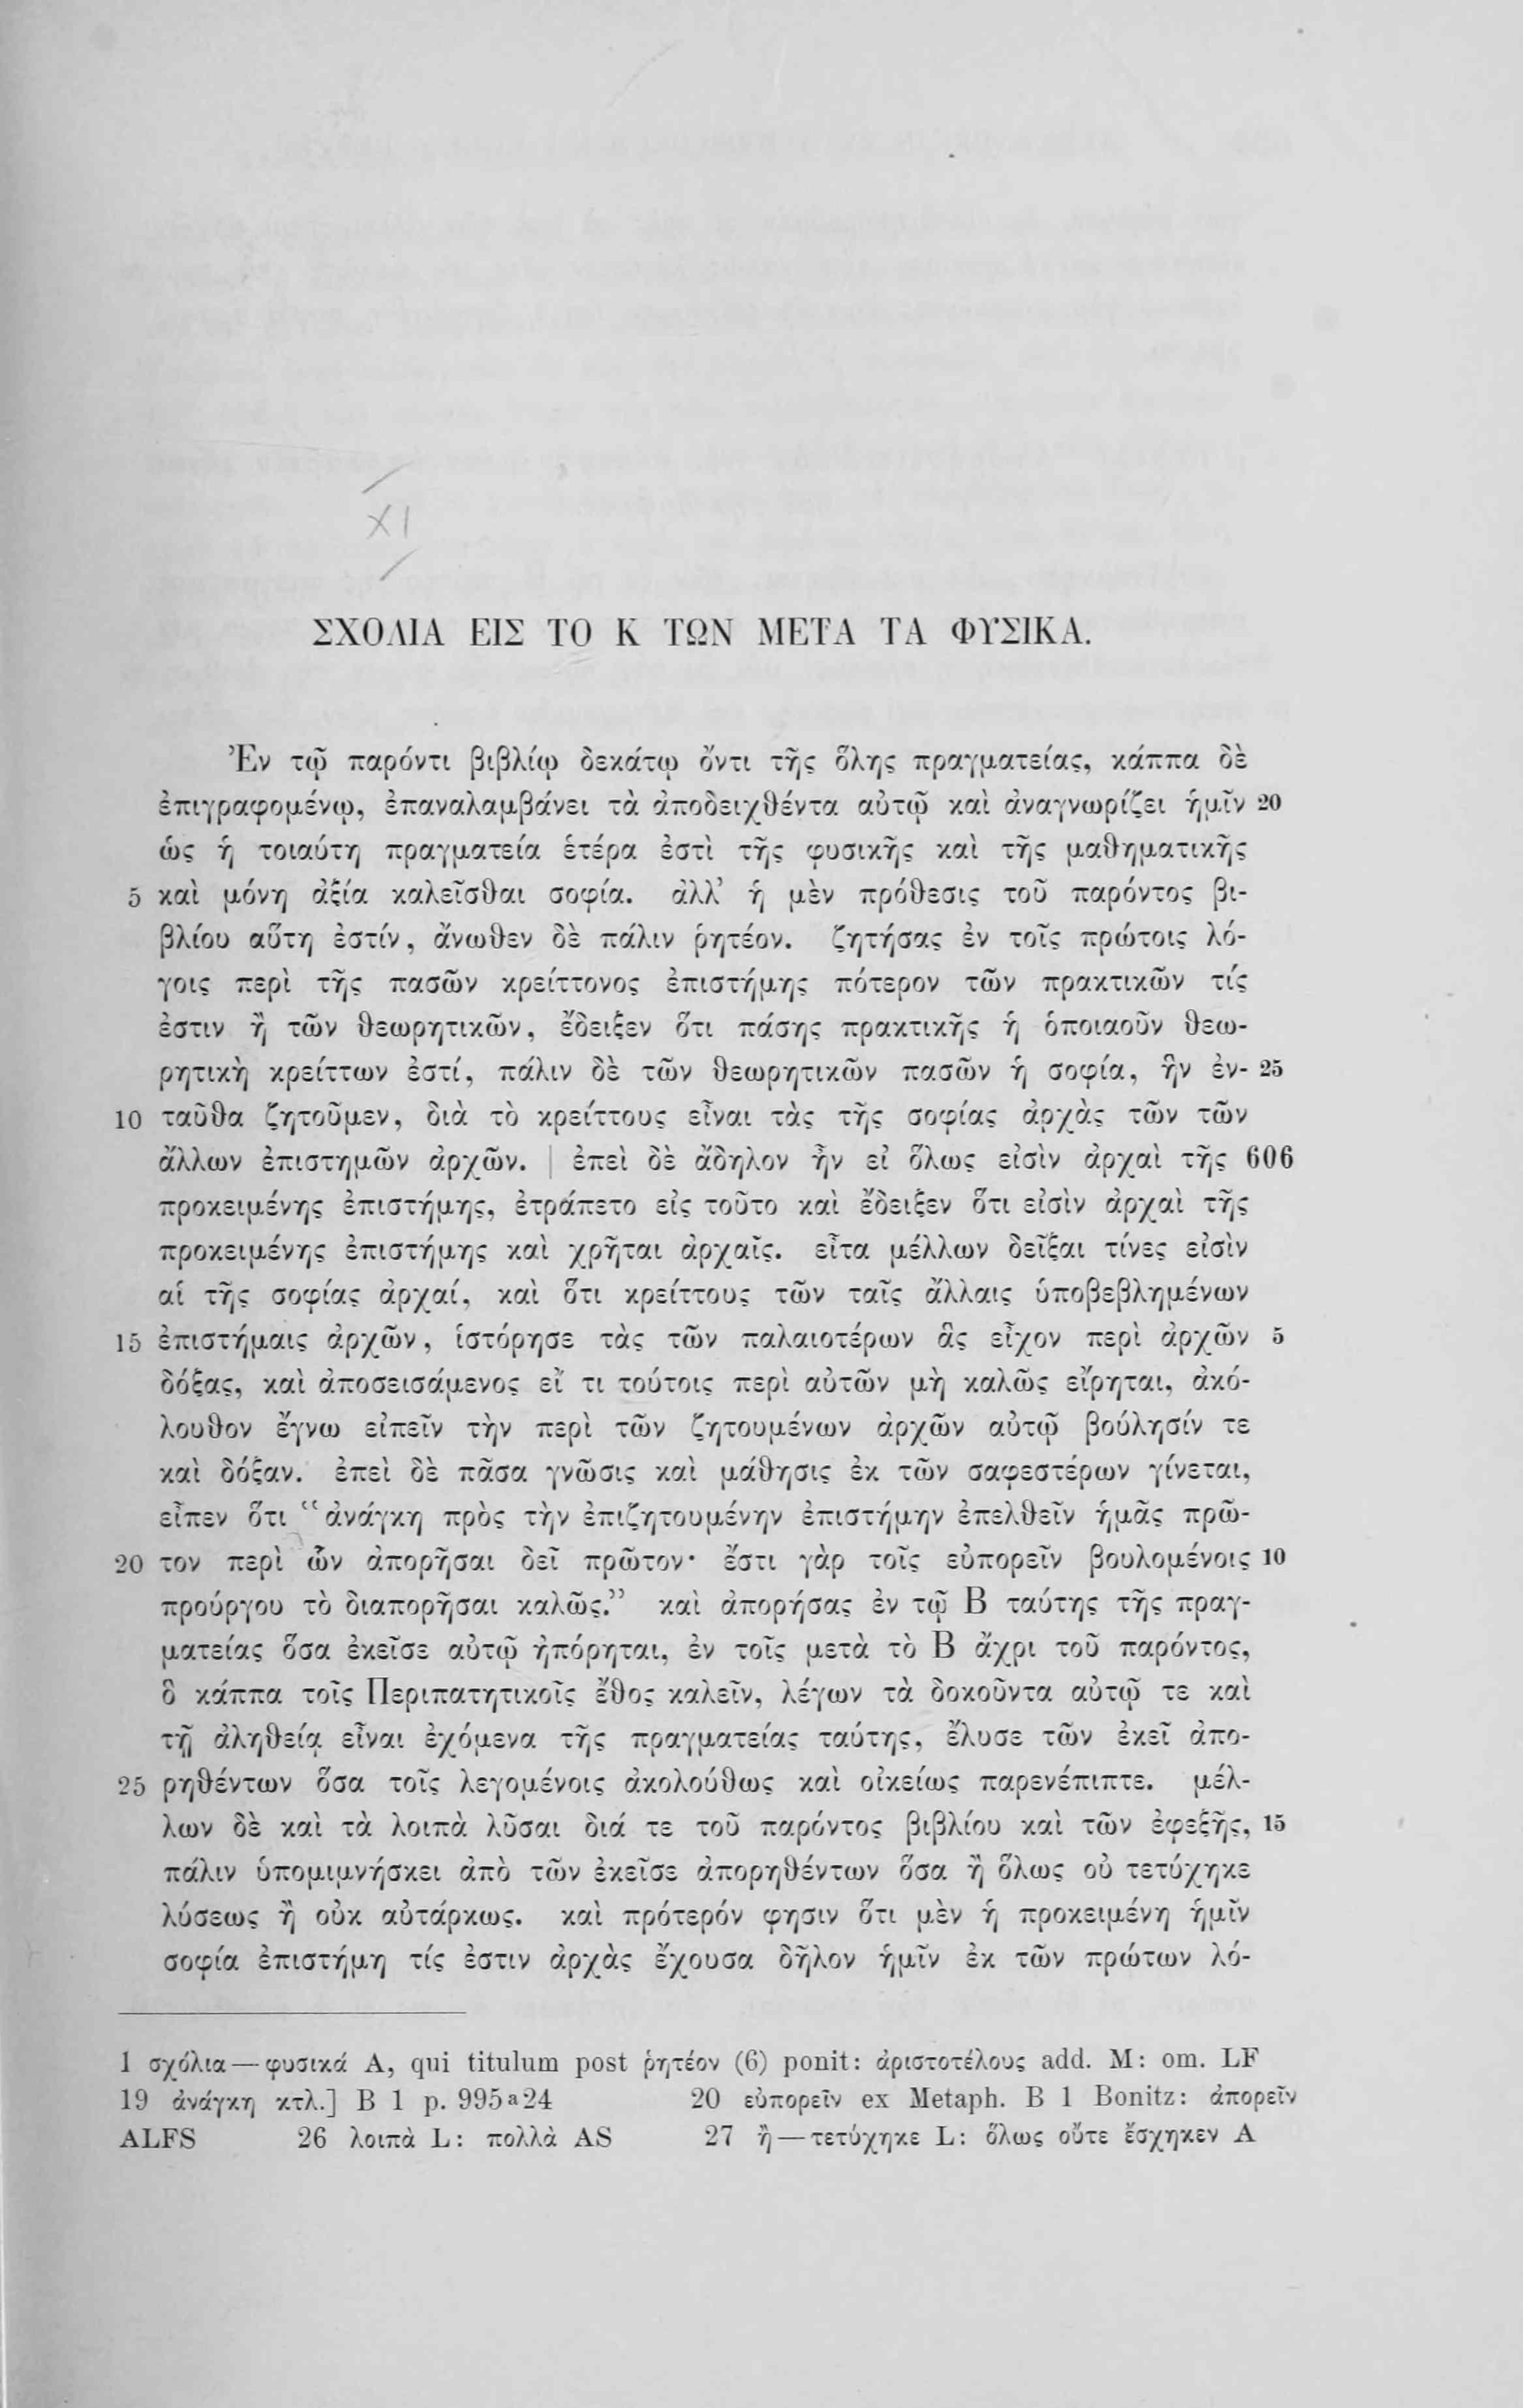 XI
ΣΧΟΛΙΑ ΕΙΣ ΤΟ Κ ΤΩΝ ΜΕΤΑ ΤΑ ΦΥΣΙΚΑ.
Ἐν τῷ παρόντι βιβλίῳ δεκάτῳ ὄντι τῆς ὅλης πραγματείας, κάππα δὲ
ἐπιγραφομένῳ, ἐπαναλαμβάνει τὰ ἀποδειχθέντα αὐτῷ καὶ ἀναγνωρίζει ἡμῖν 20
ὡς ἡ τοιαύτη πραγματεία ἑτέρα ἐστὶ τῆς φυσικῆς καὶ τῆς μαθηματικῆς
5 καὶ μόνη ἀξία καλεῖσθαι σοφία. ἀλλ’ ἡ μὲν πρόθεσις τοῦ παρόντος βι-
βλίου αὕτη ἐστίν, ἄνωθεν δὲ πάλιν ῥητέον. ζητήσας ἐν τοῖς πρώτοις λό-
γοις περὶ τῆς πασῶν κρείττονος ἐπιστήμης πότερον τῶν πρακτικῶν τίς
ἐστιν ἢ τῶν θεωρητικῶν, ἔδειξεν ὅτι πάσης πρακτικῆς ἡ ὁποιαοῦν θεω-
ρητικὴ κρείττων ἐστί, πάλιν δὲ τῶν θεωρητικῶν πασῶν ἡ σοφία, ἣν ἐν- 25
10 ταῦθα ζητοῦμεν, διὰ τὸ κρείττους εἶναι τὰς τῆς σοφίας ἀρχὰς τῶν τῶν
ἄλλων ἐπιστημῶν ἀρχῶν. | ἐπεὶ δὲ ἄδηλον ἦν εἰ ὅλως εἰσὶν ἀρχαὶ τῆς 606
προκειμένης ἐπιστήμης, ἐτράπετο εἰς τοῦτο καὶ ἔδειξεν ὅτι εἰσὶν ἀρχαὶ τῆς
προκειμένης ἐπιστήμης καὶ χρῆται ἀρχαῖς. εἶτα μέλλων δεῖξαι τίνες εἰσὶν
αἱ τῆς σοφίας ἀρχαί, καὶ ὅτι κρείττους τῶν ταῖς ἄλλαις ὑποβεβλημένων
15 ἐπιστήμαις ἀρχῶν, ἱστόρησε τὰς τῶν παλαιοτέρων ἃς εἶχον περὶ ἀρχῶν 5
δόξας, καὶ ἀποσεισάμενος εἴ τι τούτοις περὶ αὐτῶν μὴ καλῶς εἴρηται, ἀκό-
λουθον ἔγνω εἰπεῖν τὴν περὶ τῶν ζητουμένων ἀρχῶν αὐτῷ βούλησίν τε
καὶ δόξαν. ἐπεὶ δὲ πᾶσα γνῶσις καὶ μάθησις ἐκ τῶν σαφεστέρων γίνεται,
εἶπεν ὅτι “ἀνάγκη πρὸς τὴν ἐπιζητουμένην ἐπιστήμην ἐπελθεῖν ἡμᾶς πρῶ-
20 τον περὶ ὧν ἀπορῆσαι δεῖ πρῶτον· ἔστι γὰρ τοῖς εὐπορεῖν βουλομένοις 10
προύργου τὸ διαπορῆσαι καλῶς.” καὶ ἀπορήσας ἐν τῷ Β ταύτης τῆς πραγ-
ματείας ὅσα ἐκεῖσε αὐτῷ ἠπόρηται, ἐν τοῖς μετὰ τὸ Β ἄχρι τοῦ παρόντος,
ὃ κάππα τοῖς Περιπατητικοῖς ἔθος καλεῖν, λέγων τὰ δοκοῦντα αὐτῷ τε καὶ
τῇ ἀληθείᾳ εἶναι ἐχόμενα τῆς πραγματείας ταύτης, ἔλυσε τῶν ἐκεῖ ἀπο-
25 ρηθέντων ὅσα τοῖς λεγομένοις ἀκολούθως καὶ οἰκείως παρενέπιπτε. μέλ-
λων δὲ καὶ τὰ λοιπὰ λῦσαι διά τε τοῦ παρόντος βιβλίου καὶ τῶν ἐφεξῆς, 15
πάλιν ὑπομιμνήσκει ἀπὸ τῶν ἐκεῖσε ἀπορηθέντων ὅσα ἢ ὅλως οὐ τετύχηκε
λύσεως ἢ οὐκ αὐτάρκως. καὶ πρότερόν φησιν ὅτι μὲν ἡ προκειμένη ἡμῖν
σοφία ἐπιστήμη τίς ἐστιν ἀρχὰς ἔχουσα δῆλον ἡμῖν ἐκ τῶν πρώτων λό-
1 σχόλια — φυσικά A, qui titulum post ῥητέον (6) ponit: ἀριστοτέλους add. M: om. LF
19 ἀνάγκη κτλ.] B 1 p. 995a24 20 εὐπορεῖν ex Metaph. B 1 Bonitz: ἀπορεῖν
ALFS 26 λοιπὰ L: πολλὰ AS 27 ἢ — τετύχηκε L: ὅλως οὔτε ἔσχηκεν A